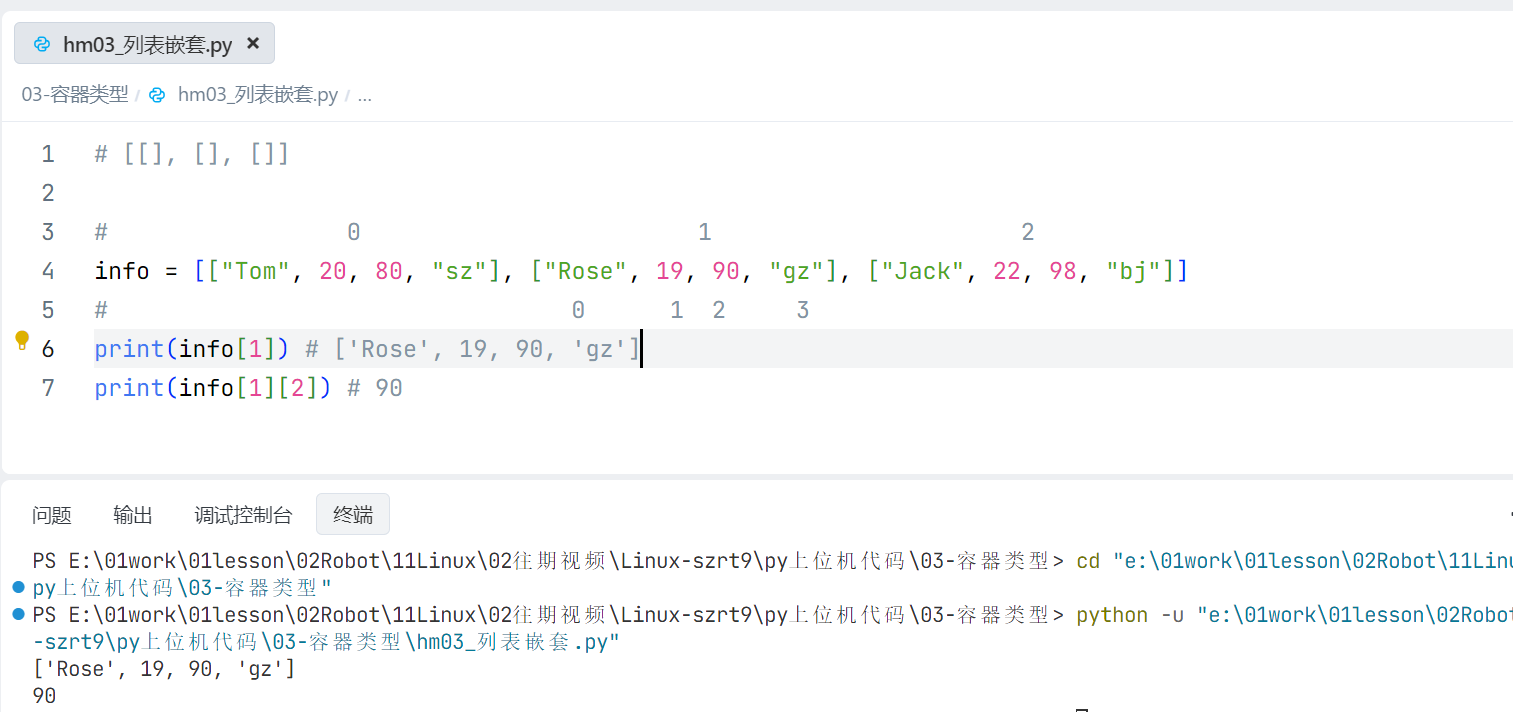 hm03_列表嵌套.py ×
03-容器类型 / hm03_列表嵌套.py / ...
1 # [[], [], []]
2
3 # 0 1 2
4 info = [["Tom", 20, 80, "sz"], ["Rose", 19, 90, "gz"], ["Jack", 22, 98, "bj"]]
5 # 0 1 2 3
6 print(info[1]) # ['Rose', 19, 90, 'gz']
7 print(info[1][2]) # 90
问题 输出 调试控制台 终端
PS E:\01work\01lesson\02Robot\11Linux\02往期视频\Linux-szrt9\py上位机代码\03-容器类型> cd "e:\01work\01lesson\02Robot\11Linu
py上位机代码\03-容器类型"
PS E:\01work\01lesson\02Robot\11Linux\02往期视频\Linux-szrt9\py上位机代码\03-容器类型> python -u "e:\01work\01lesson\02Robot
-szrt9\py上位机代码\03-容器类型\hm03_列表嵌套.py"
['Rose', 19, 90, 'gz']
90